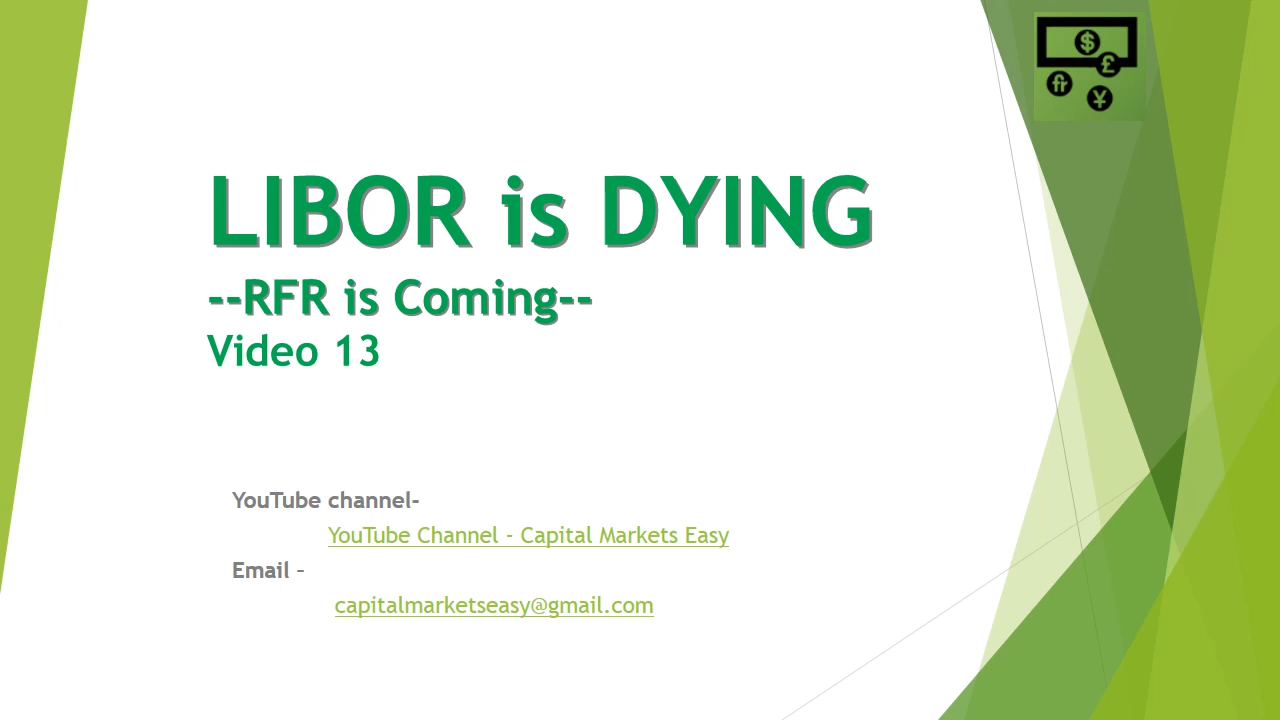 LIBOR is DYING
--RFR is Coming--
Video 13
YouTube channel-
YouTube Channel - Capital Markets Easy
Email –
capitalmarketseasy@gmail.com
$
£
fr
¥